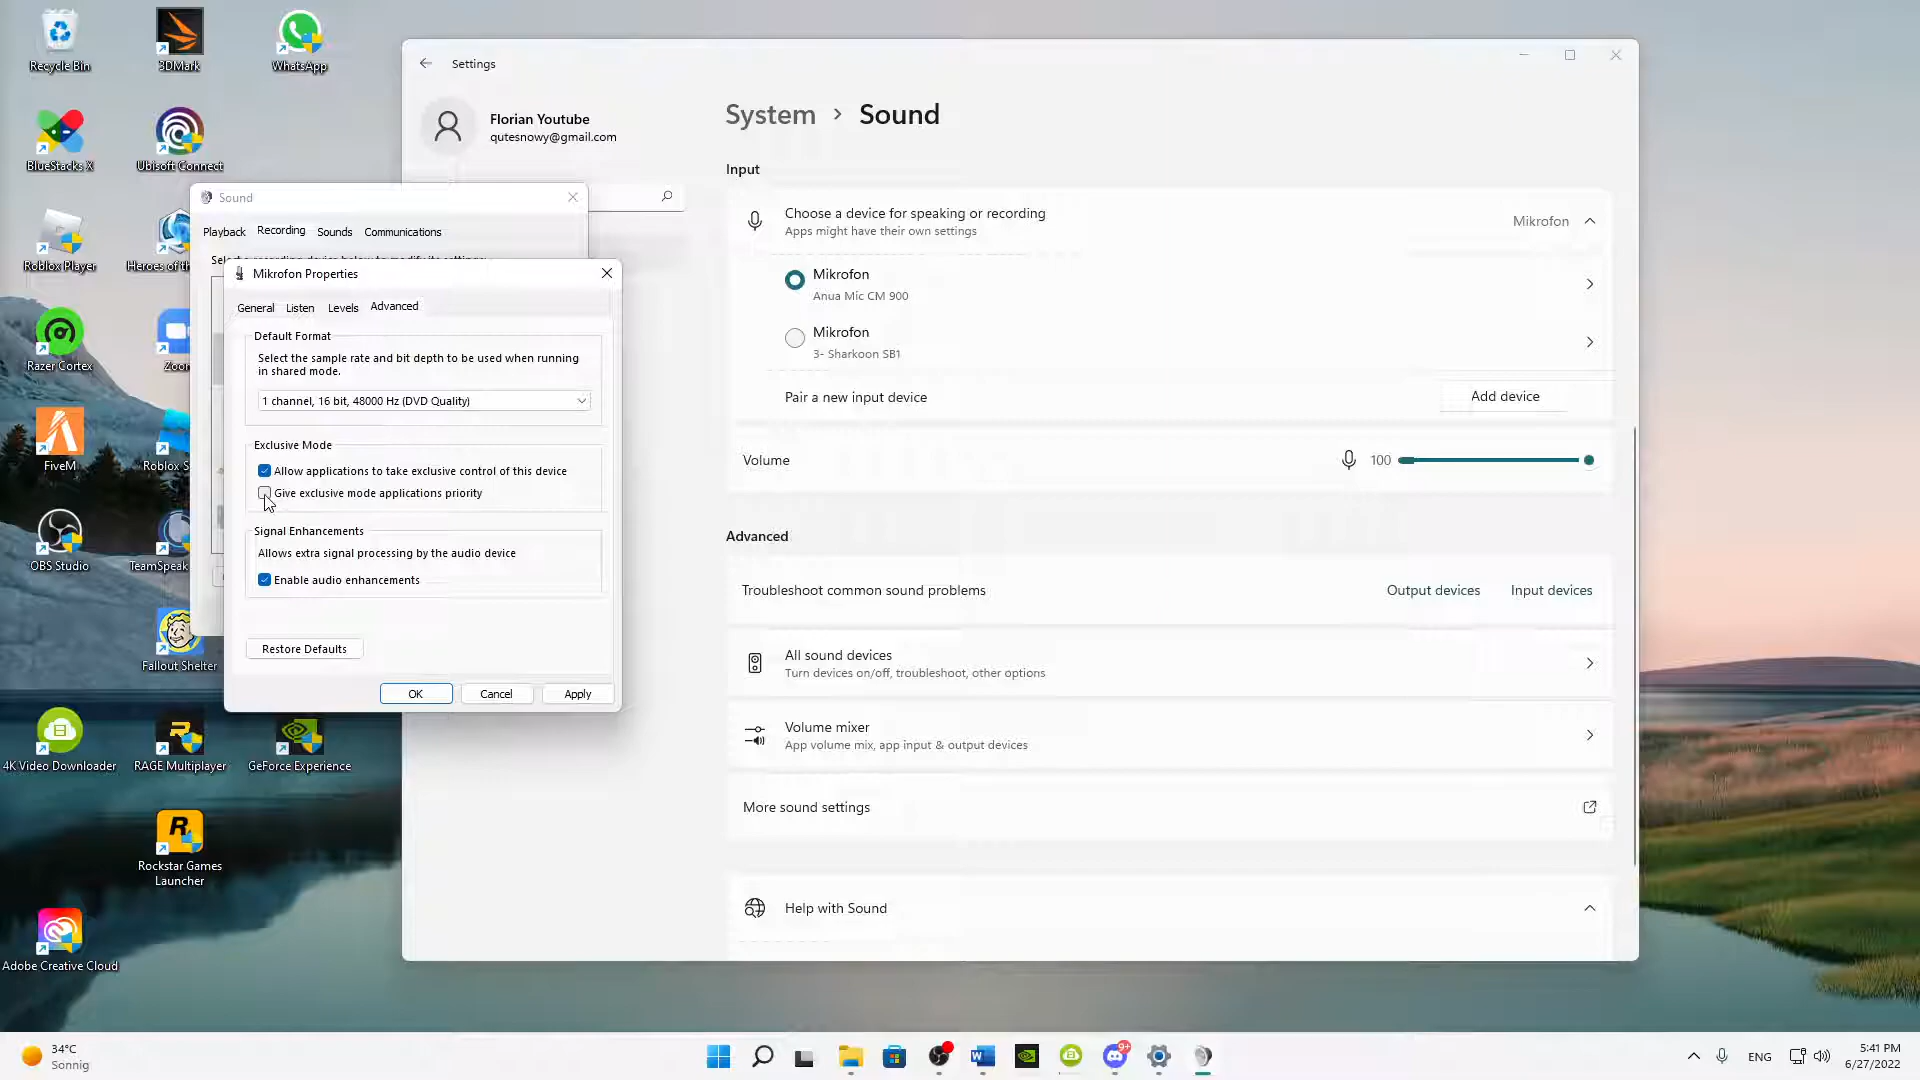 Recycle Bin
3DMark
WhatsApp
BlueStacks X
Ubisoft Connect
Roblox Player
Heroes of th
Razer Cortex
Zoom
FiveM
Roblox S
OBS Studio
TeamSpeak
Fallout Shelter
4K Video Downloader
RAGE Multiplayer
GeForce Experience
Rockstar Games
Launcher
Adobe Creative Cloud
Settings
Florian Youtube
qutesnowy@gmail.com
System > Sound
Input
Choose a device for speaking or recording
Apps might have their own settings
Mikrofon
Mikrofon
Anua Mic CM 900
Mikrofon
3- Sharkoon SB1
Pair a new input device
Add device
Volume
100
Advanced
Troubleshoot common sound problems
Output devices
Input devices
All sound devices
Turn devices on/off, troubleshoot, other options
Volume mixer
App volume mix, app input & output devices
More sound settings
Help with Sound
Sound
Playback Recording Sounds Communications
Mikrofon Properties
General Listen Levels Advanced
Default Format
Select the sample rate and bit depth to be used when running
in shared mode.
1 channel, 16 bit, 48000 Hz (DVD Quality)
Exclusive Mode
Allow applications to take exclusive control of this device
Give exclusive mode applications priority
Signal Enhancements
Allows extra signal processing by the audio device
Enable audio enhancements
Restore Defaults
OK
Cancel
Apply
34°C
Sonnig
9+
ENG
5:41 PM
6/27/2022